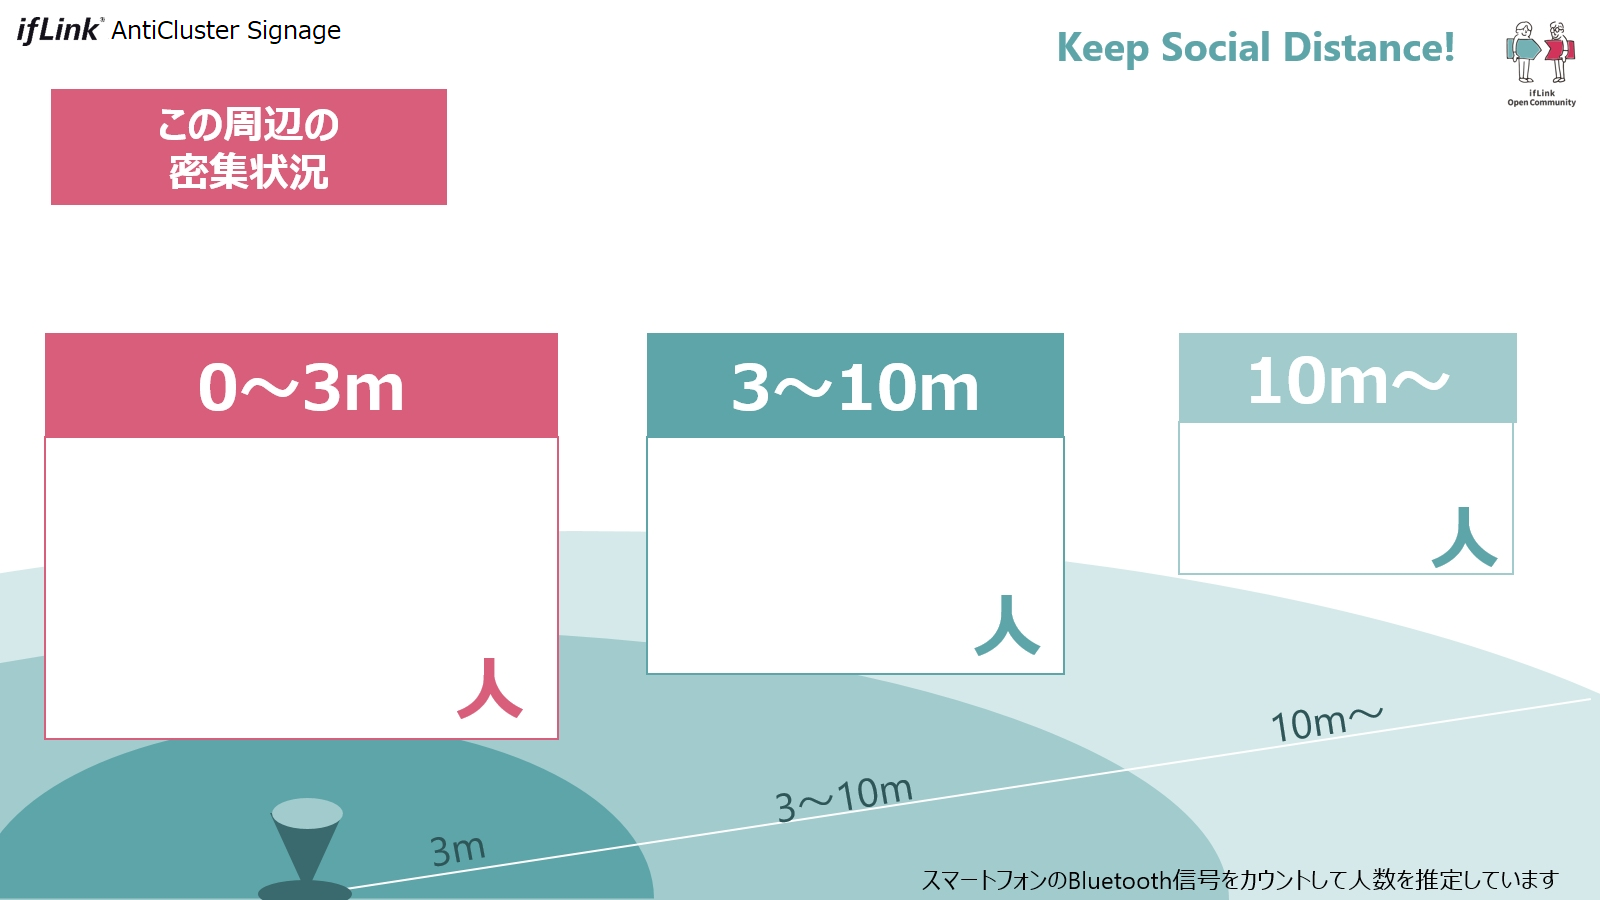 ifLink® AntiCluster Signage
Keep Social Distance!
ifLink
Open Community
この周辺の
密集状況
0～3m
人
3～10m
人
10m～
人
3m
3～10m
10m～
スマートフォンのBluetooth信号をカウントして人数を推定しています